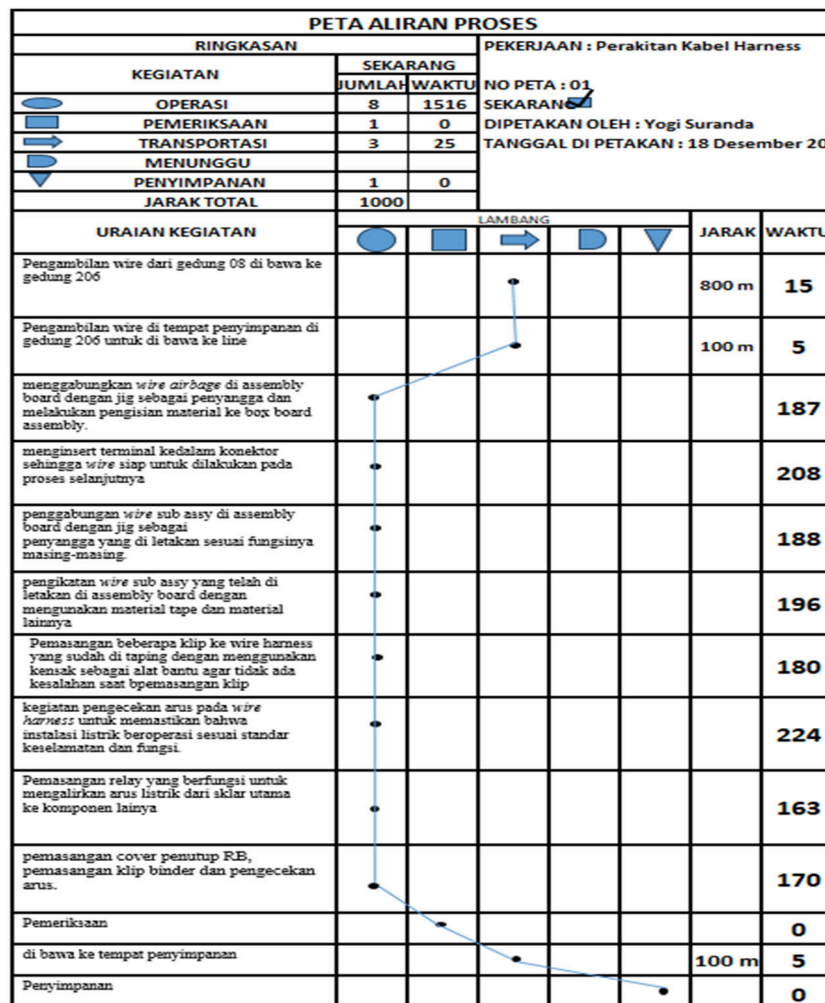 PETA ALIRAN PROSES
RINGKASAN
PEKERJAAN : Perakitan Kabel Harness
KEGIATAN
SEKARANG
JUMLAH WAKTU
NO PETA : 01
OPERASI 8 1516
SEKARANG
PEMERIKSAAN 1 0
DIPETAKAN OLEH : Yogi Suranda
TRANSPORTASI 3 25
TANGGAL DI PETAKAN : 18 Desember 20
MENUNGGU
PENYIMPANAN 1 0
JARAK TOTAL 1000
URAIAN KEGIATAN
LAMBANG
JARAK WAKTU
Pengambilan wire dari gedung 08 di bawa ke
gedung 206
800 m 15
Pengambilan wire di tempat penyimpanan di
gedung 206 untuk di bawa ke line
100 m 5
menggabungkan wire airbage di assembly
board dengan jig sebagai penyangga dan
melakukan pengisian material ke box board
assembly.
187
menginsert terminal kedalam konektor
sehingga wire siap untuk dilakukan pada
proses selanjutnya
208
penggabungan wire sub assy di assembly
board dengan jig sebagai
penyangga yang di letakan sesuai fungsinya
masing-masing.
188
pengikatan wire sub assy yang telah di
letakan di assembly board dengan
mengunakan material tape dan material
lainnya
196
Pemasangan beberapa klip ke wire harness
yang sudah di taping dengan menggunakan
kensak sebagai alat bantu agar tidak ada
kesalahan saat bpemasangan klip
180
kegiatan pengecekan arus pada wire
harness untuk memastikan bahwa
instalasi listrik beroperasi sesuai standar
keselamatan dan fungsi.
224
Pemasangan relay yang berfungsi untuk
mengalirkan arus listrik dari sklar utama
ke komponen lainya
163
pemasangan cover penutup RB,
pemasangan klip binder dan pengecekan
arus.
170
Pemeriksaan
0
di bawa ke tempat penyimpanan
100 m 5
Penyimpanan
0